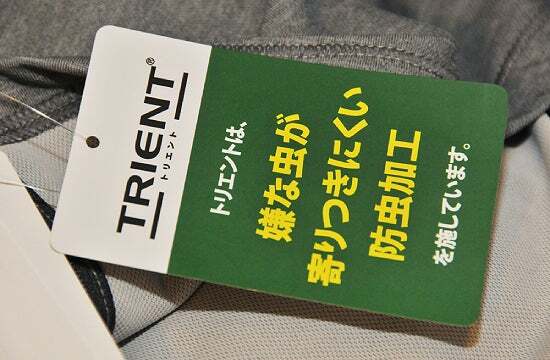 TRIENT®
トリエント
トリエントは、
嫌な虫が
寄りつきにくい
防虫加工
を施しています。